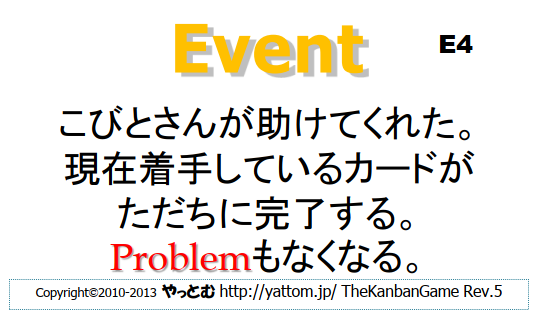 Event
E4
こびとさんが助けてくれた。
現在着手しているカードが
ただちに完了する。
Problemもなくなる。
Copyright©2010-2013 やっとむ http://yattom.jp/ TheKanbanGame Rev.5